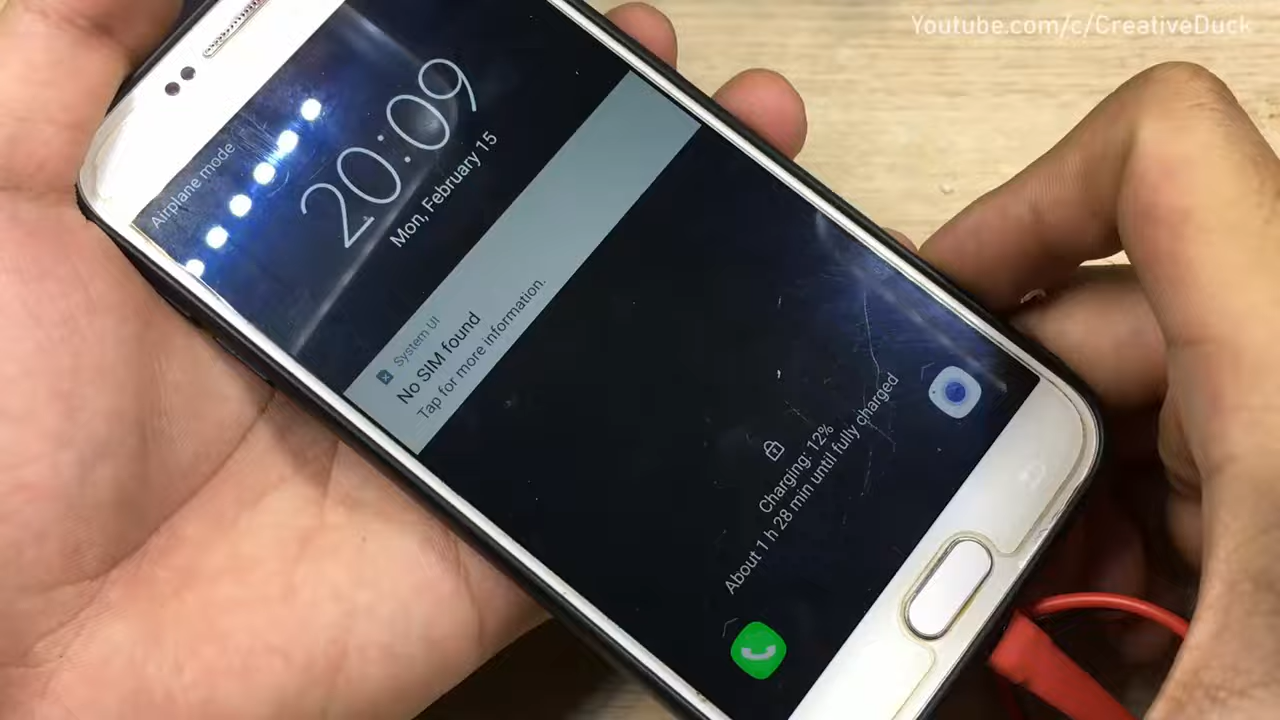 Youtube.com/c/CreativeDuck
Airplane mode
20:09
Mon, February 15
System UI
No SIM found
Tap for more information.
Charging: 12%
About 1 h 28 min until fully charged